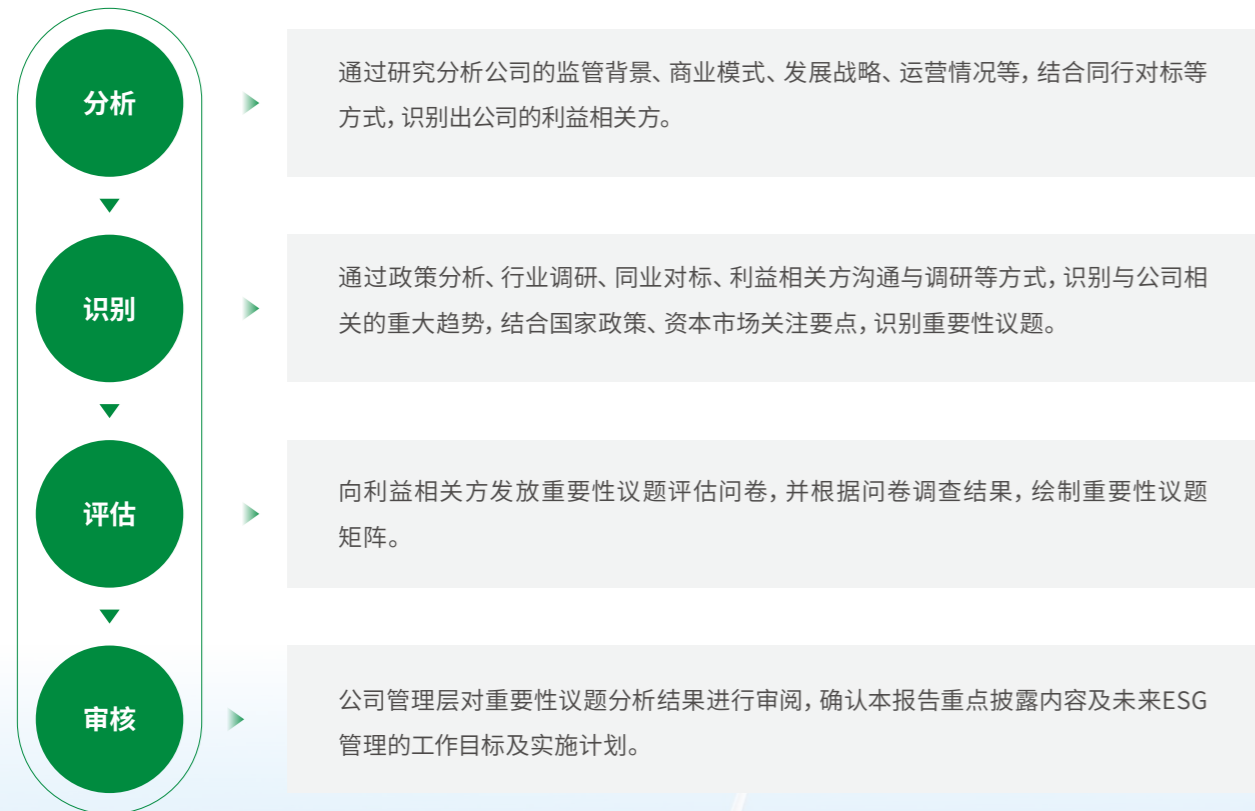 分析
通过研究分析公司的监管背景、商业模式、发展战略、运营情况等，结合同行对标等
方式，识别出公司的利益相关方。
识别
通过政策分析、行业调研、同业对标、利益相关方沟通与调研等方式，识别与公司相
关的重大趋势，结合国家政策、资本市场关注要点，识别重要性议题。
评估
向利益相关方发放重要性议题评估问卷，并根据问卷调查结果，绘制重要性议题
矩阵。
审核
公司管理层对重要性议题分析结果进行审阅，确认本报告重点披露内容及未来ESG
管理的工作目标及实施计划。